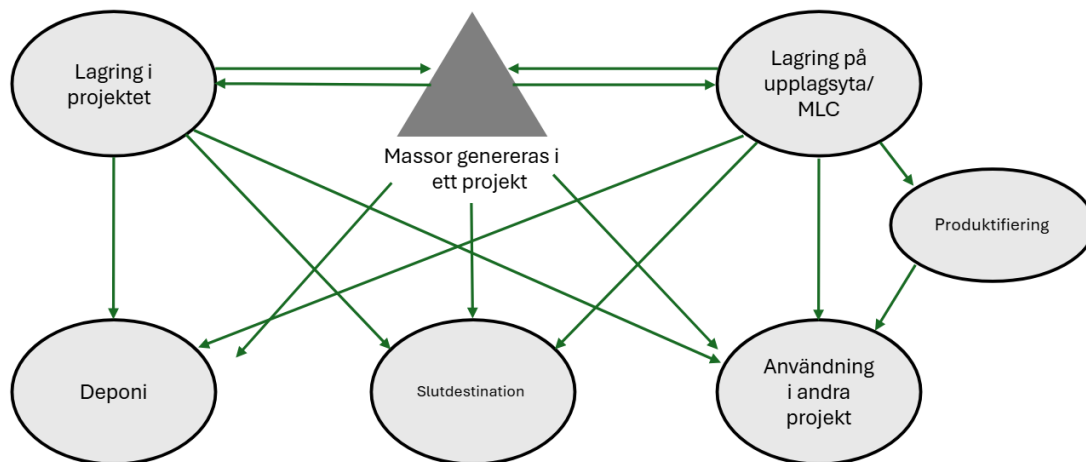 Lagring i
projektet
Lagring på
upplagsyta/
MLC
Massor genereras i
ett projekt
Produktifiering
Deponi
Slutdestination
Användning
i andra
projekt